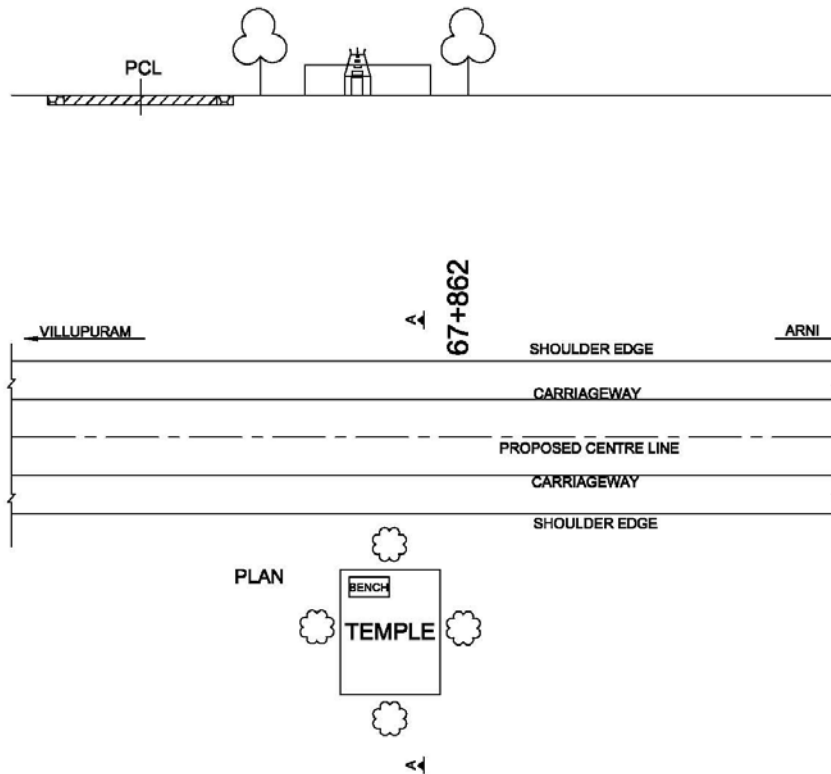 PCL
A
67+862
VILLUPURAM
ARNI
SHOULDER EDGE
CARRIAGEWAY
PROPOSED CENTRE LINE
CARRIAGEWAY
SHOULDER EDGE
PLAN
BENCH
TEMPLE
A